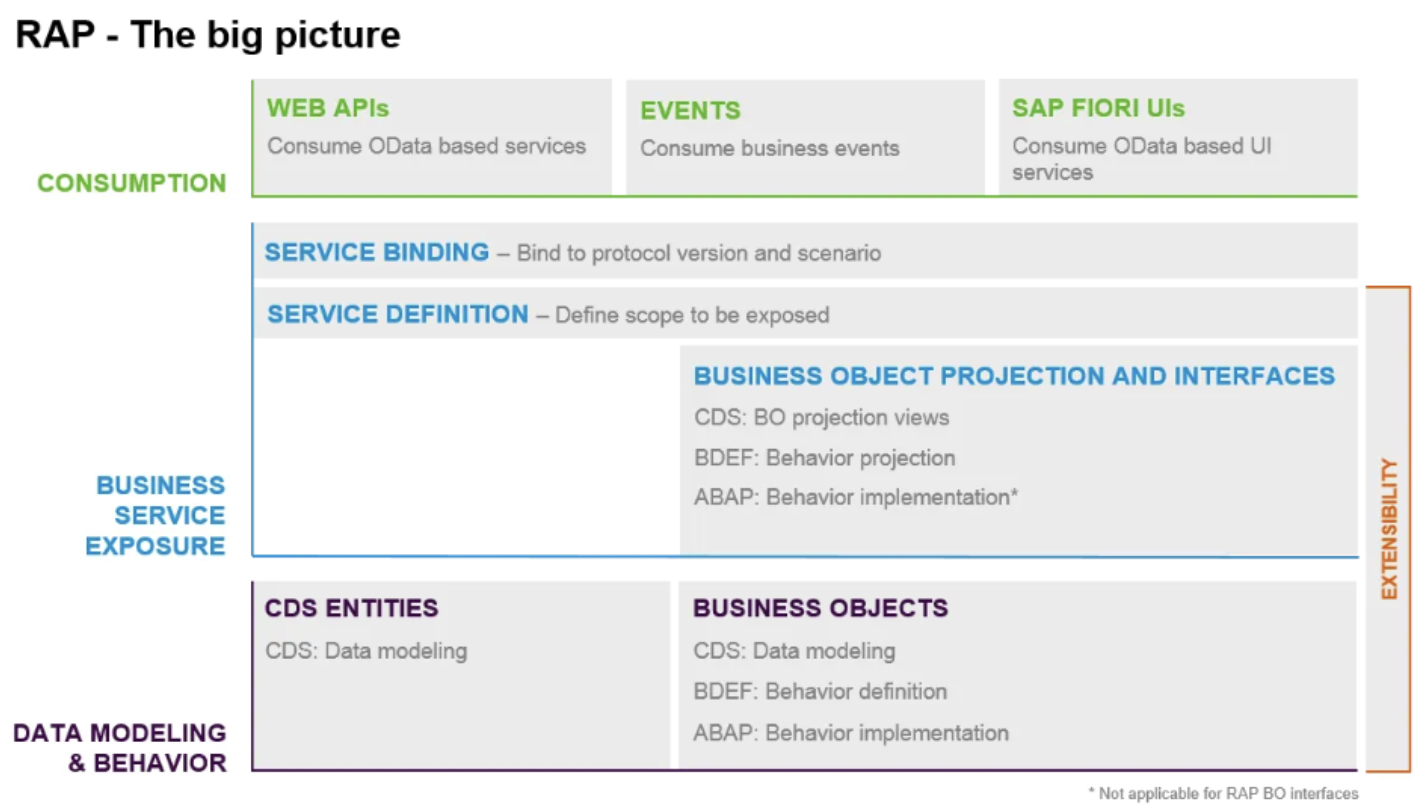 RAP - The big picture
CONSUMPTION
WEB APIs
Consume OData based services
EVENTS
Consume business events
SAP FIORI UIs
Consume OData based UI
services
BUSINESS
SERVICE
EXPOSURE
SERVICE BINDING – Bind to protocol version and scenario
SERVICE DEFINITION – Define scope to be exposed
BUSINESS OBJECT PROJECTION AND INTERFACES
CDS: BO projection views
BDEF: Behavior projection
ABAP: Behavior implementation*
DATA MODELING
& BEHAVIOR
CDS ENTITIES
CDS: Data modeling
BUSINESS OBJECTS
CDS: Data modeling
BDEF: Behavior definition
ABAP: Behavior implementation
EXTENSIBILITY
* Not applicable for RAP BO interfaces